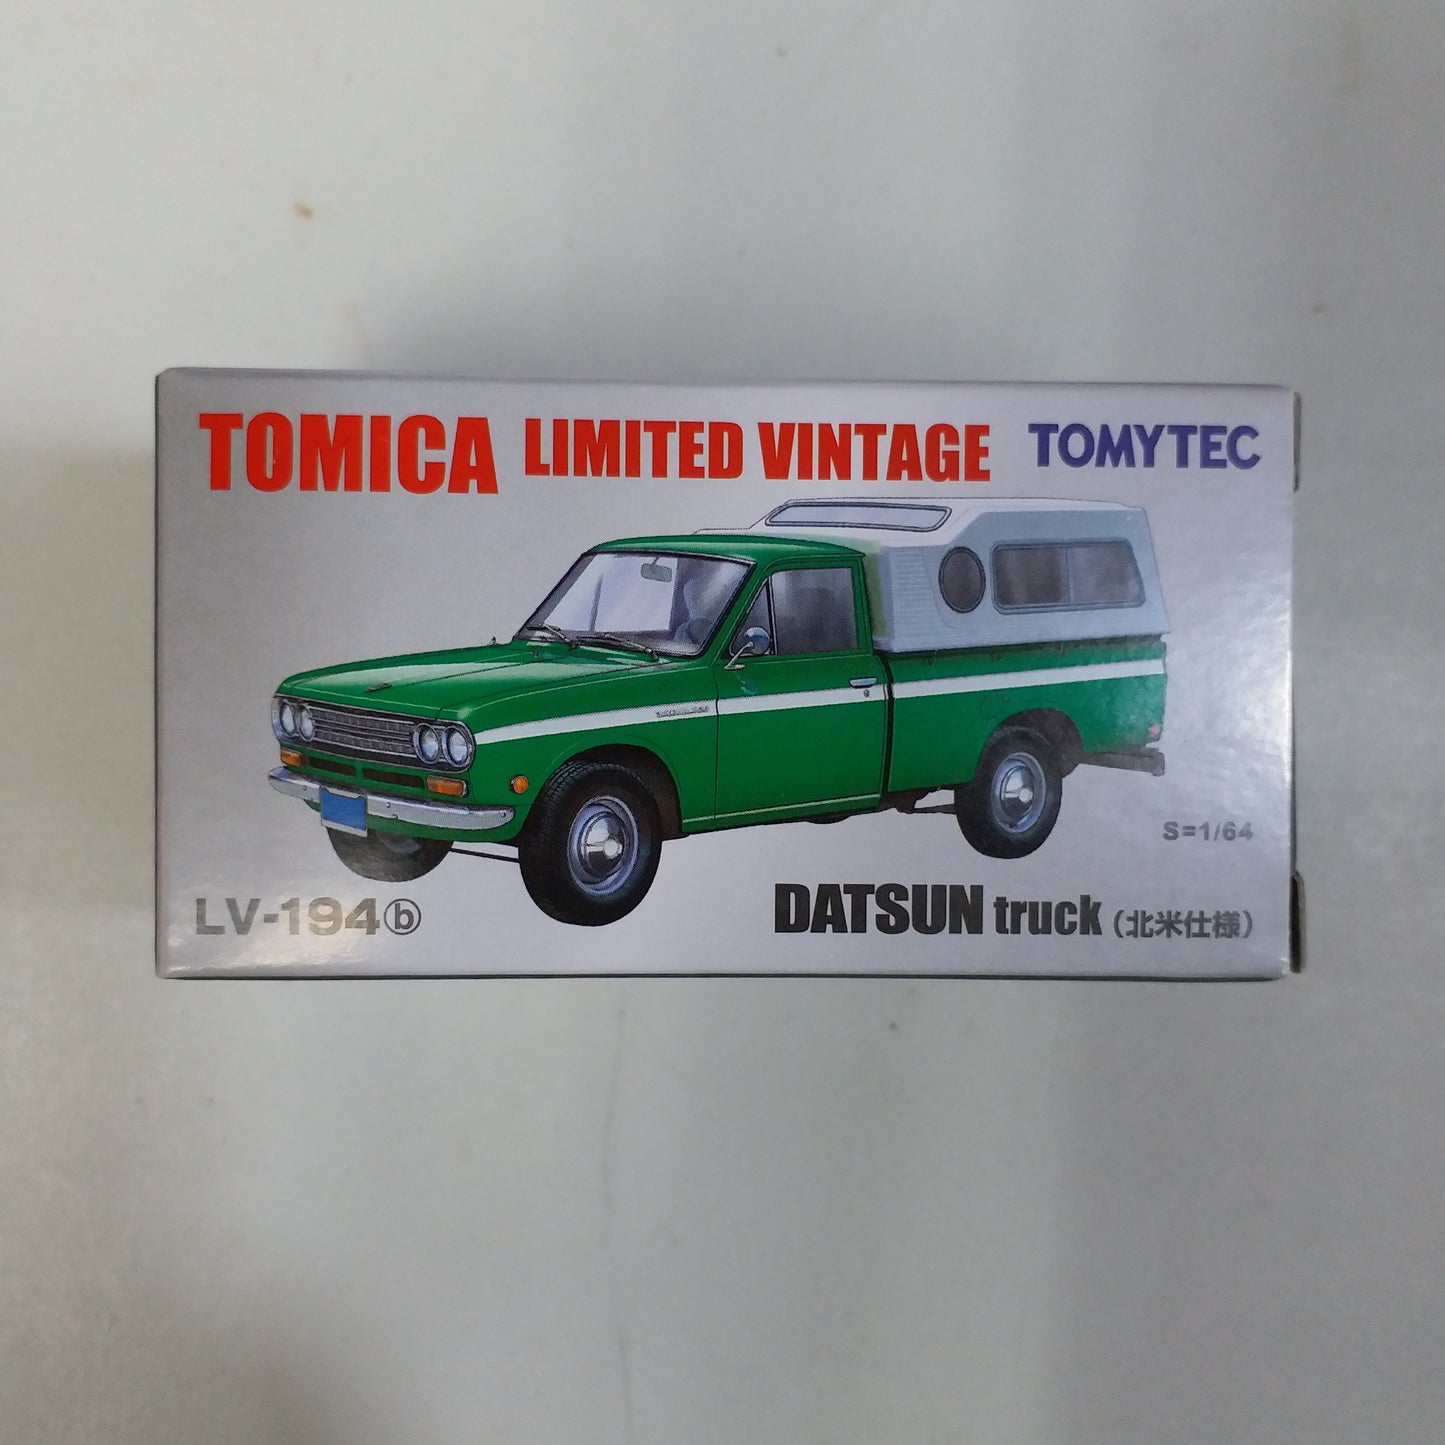 TOMICA LIMITED VINTAGE TOMYTEC
S=1/64
LV-194ⓑ DATSUN truck (北米仕様)